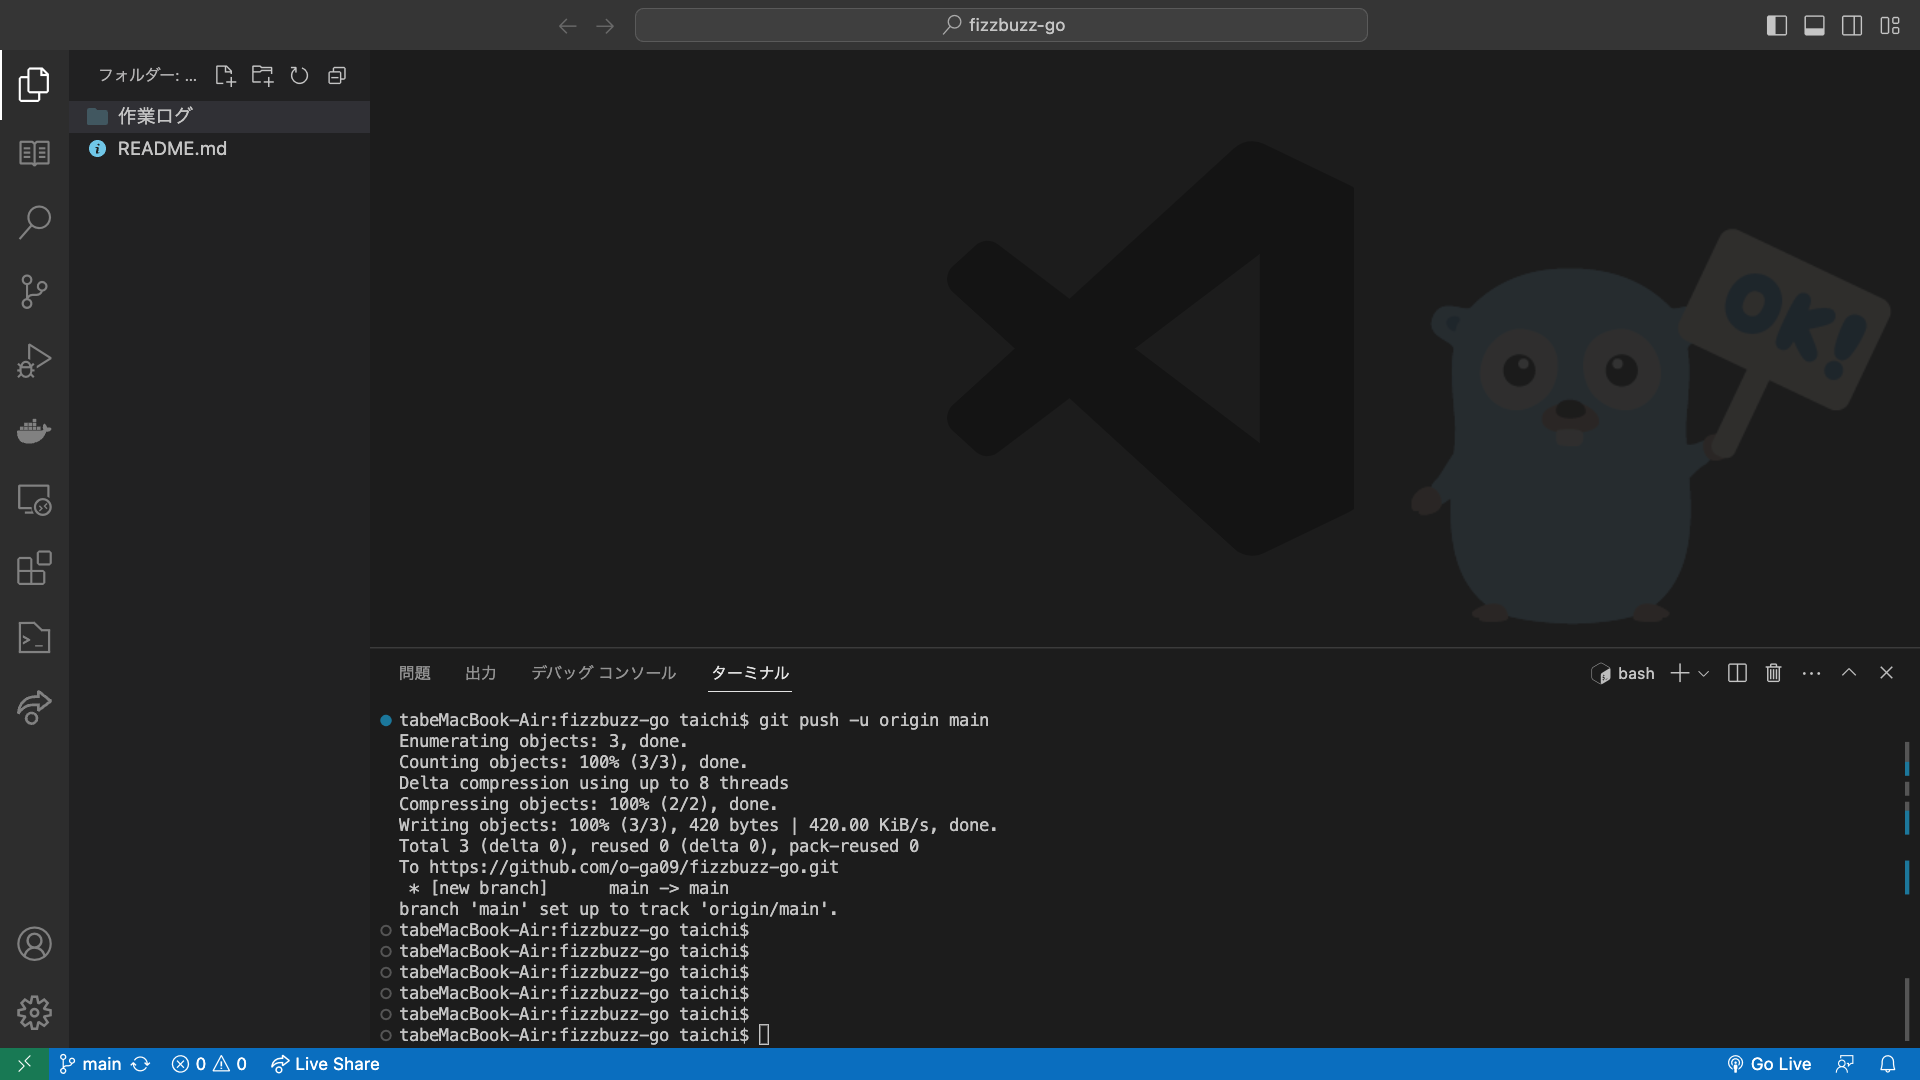 fizzbuzz-go
フォルダー: ...
作業ログ
README.md
OK!
問題 出力 デバッグ コンソール ターミナル bash
tabeMacBook-Air:fizzbuzz-go taichi$ git push -u origin main
Enumerating objects: 3, done.
Counting objects: 100% (3/3), done.
Delta compression using up to 8 threads
Compressing objects: 100% (2/2), done.
Writing objects: 100% (3/3), 420 bytes | 420.00 KiB/s, done.
Total 3 (delta 0), reused 0 (delta 0), pack-reused 0
To https://github.com/o-ga09/fizzbuzz-go.git
 * [new branch]      main -> main
branch 'main' set up to track 'origin/main'.
tabeMacBook-Air:fizzbuzz-go taichi$
tabeMacBook-Air:fizzbuzz-go taichi$
tabeMacBook-Air:fizzbuzz-go taichi$
tabeMacBook-Air:fizzbuzz-go taichi$
tabeMacBook-Air:fizzbuzz-go taichi$
tabeMacBook-Air:fizzbuzz-go taichi$
main 0 0 Live Share Go Live